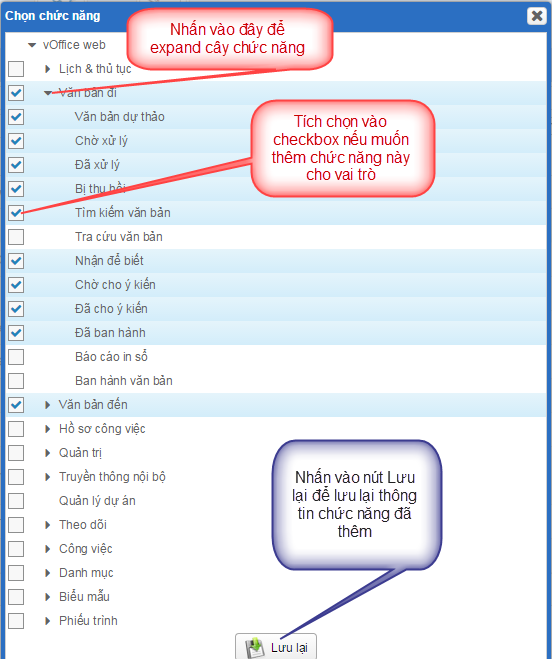 Chọn chức năng
Nhấn vào đây để
expand cây chức năng
vOffice web
Lịch & thủ tục
Văn bản đi
Văn bản dự thảo
Chờ xử lý
Đã xử lý
Bị thu hồi
Tìm kiếm văn bản
Tra cứu văn bản
Nhận để biết
Chờ cho ý kiến
Đã cho ý kiến
Đã ban hành
Báo cáo in sổ
Ban hành văn bản
Tích chọn vào
checkbox nếu muốn
thêm chức năng này
cho vai trò
Văn bản đến
Hồ sơ công việc
Quản trị
Truyền thông nội bộ
Quản lý dự án
Theo dõi
Công việc
Danh mục
Biểu mẫu
Phiếu trình
Nhấn vào nút Lưu
lại để lưu lại thông
tin chức năng đã
thêm
Lưu lại